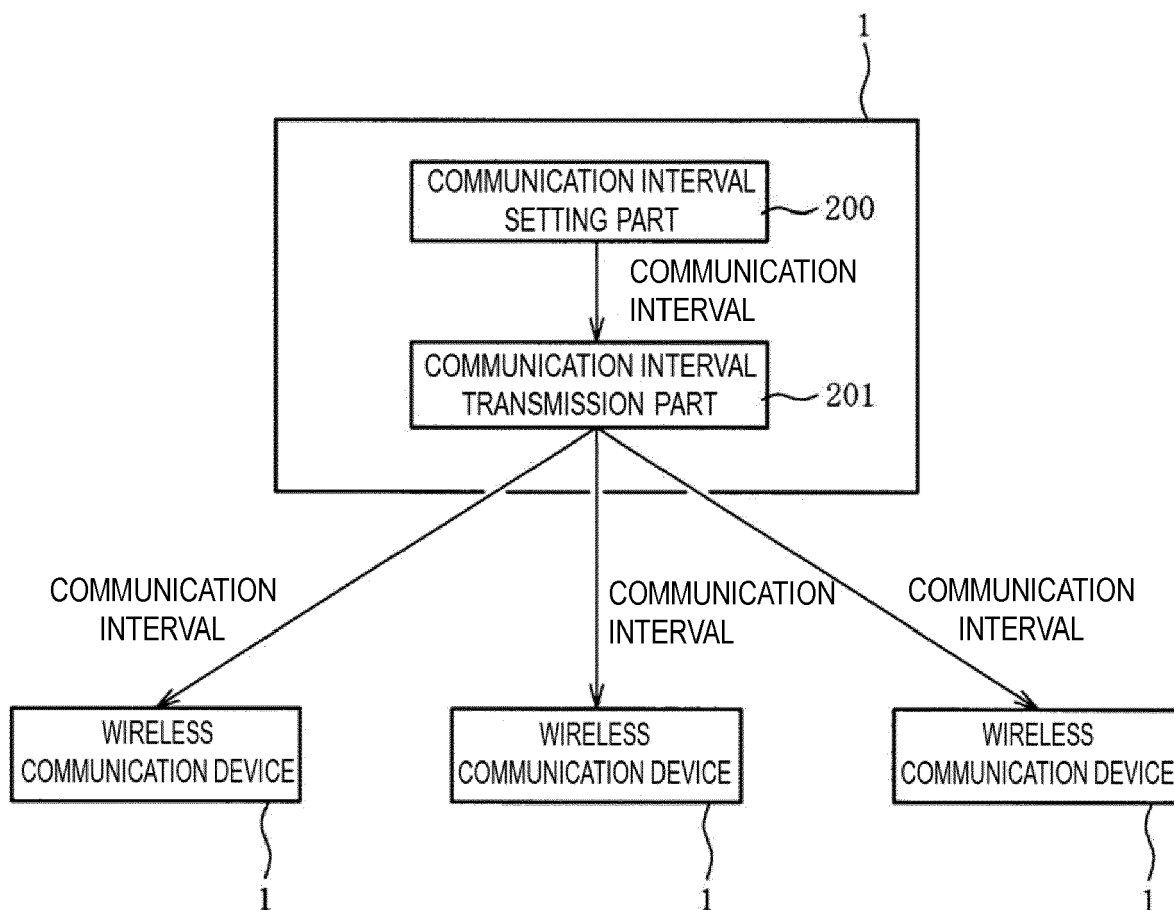 1
COMMUNICATION INTERVAL
SETTING PART
200
COMMUNICATION
INTERVAL
COMMUNICATION INTERVAL
TRANSMISSION PART
201
COMMUNICATION
INTERVAL
COMMUNICATION
INTERVAL
COMMUNICATION
INTERVAL
WIRELESS
COMMUNICATION DEVICE
WIRELESS
COMMUNICATION DEVICE
WIRELESS
COMMUNICATION DEVICE
1
1
1